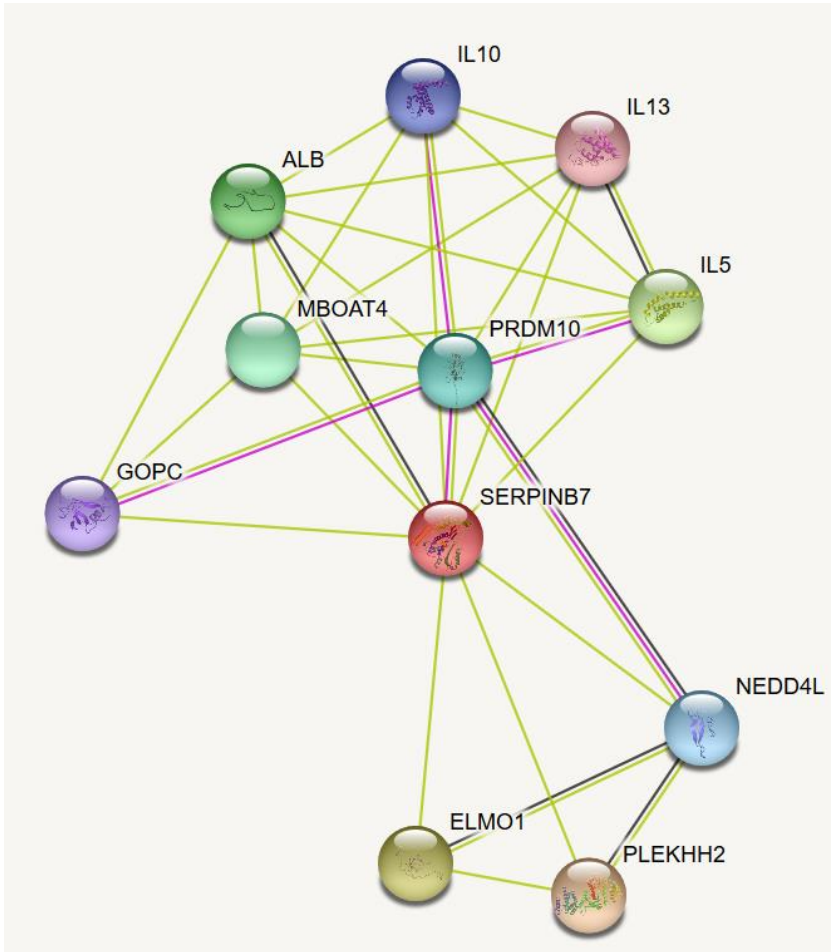 IL10
IL13
ALB
IL5
MBOAT4
PRDM10
GOPC
SERPINB7
NEDD4L
ELMO1
PLEKHH2